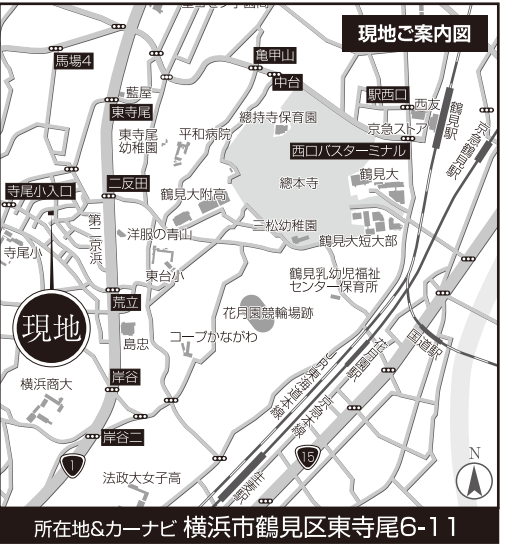 現地ご案内図
馬場4
亀甲山
中台
藍屋
東寺尾
東寺尾
幼稚園
平和病院
總持寺保育園
駅西口
西友
鶴見駅
京急ストア
京急鶴見駅
西口バスターミナル
寺尾小入口
二反田
鶴見大附高
總本寺
鶴見大
第二京浜
洋服の青山
三松幼稚園
鶴見大短大部
寺尾小
東台小
鶴見乳幼児福祉
センター保育所
荒立
現地
島忠
花月園競輪場跡
コープかながわ
国道駅
花月園駅
JR東海道本線
京急本線
横浜商大
岸谷
岸谷二
1
15
法政大女子高
生麦駅
N
所在地&カーナビ 横浜市鶴見区東寺尾6-11